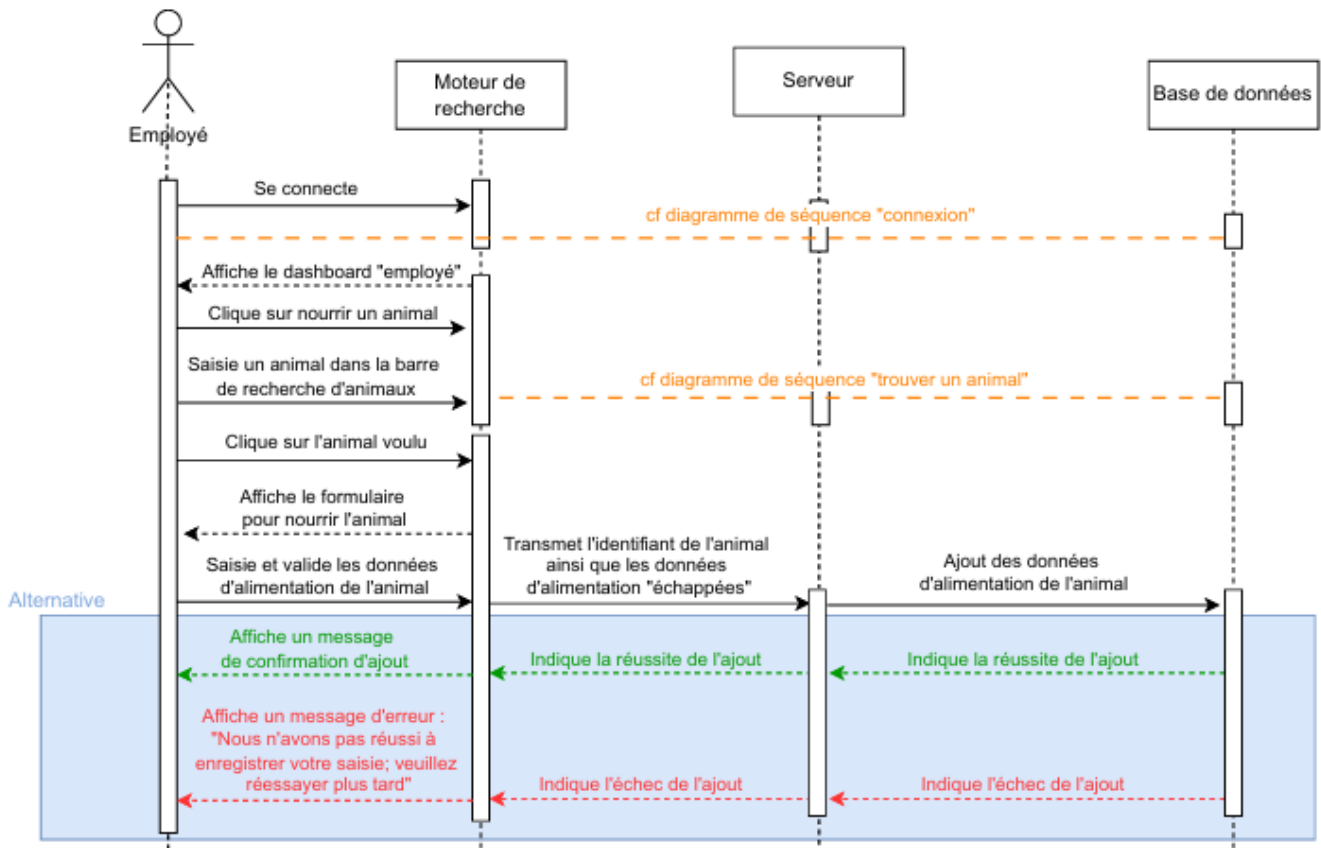 Employé
Moteur de
recherche
Serveur
Base de données
Se connecte
cf diagramme de séquence "connexion"
Affiche le dashboard "employé"
Clique sur nourrir un animal
Saisie un animal dans la barre
de recherche d'animaux
cf diagramme de séquence "trouver un animal"
Clique sur l'animal voulu
Affiche le formulaire
pour nourrir l'animal
Saisie et valide les données
d'alimentation de l'animal
Transmet l'identifiant de l'animal
ainsi que les données
d'alimentation "échappées"
Ajout des données
d'alimentation de l'animal
Alternative
Affiche un message
de confirmation d'ajout
Indique la réussite de l'ajout
Indique la réussite de l'ajout
Affiche un message d'erreur :
"Nous n'avons pas réussi à
enregistrer votre saisie; veuillez
réessayer plus tard"
Indique l'échec de l'ajout
Indique l'échec de l'ajout